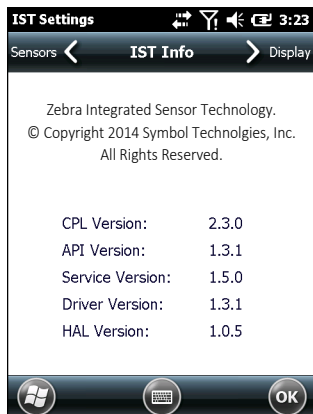 IST Settings 3:23
Sensors IST Info Display
Zebra Integrated Sensor Technology.
© Copyright 2014 Symbol Technolgies, Inc.
All Rights Reserved.
CPL Version: 2.3.0
API Version: 1.3.1
Service Version: 1.5.0
Driver Version: 1.3.1
HAL Version: 1.0.5
OK